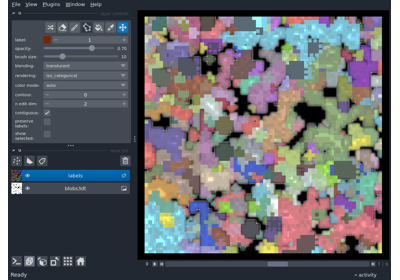 File View Plugins Window Help
label: 1
opacity: 0.70
brush size: 10
blending: translucent
rendering: iso_categorical
color mode: auto
contour: 0
n edit dim: 2
contiguous:
preserve
labels:
show
selected:
labels
blobs3dt
Ready
activity